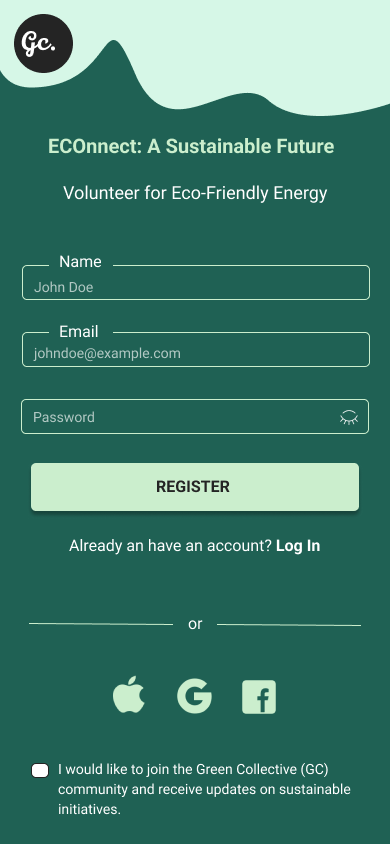 Gc.
ECOnnect: A Sustainable Future
Volunteer for Eco-Friendly Energy
Name
John Doe
Email
johndoe@example.com
Password
REGISTER
Already an have an account? Log In
or
I would like to join the Green Collective (GC)
community and receive updates on sustainable
initiatives.